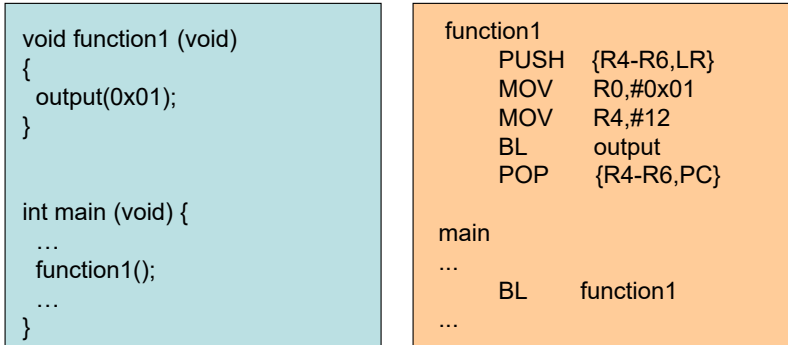 void function1 (void)
{
output(0x01);
}
int main (void) {
…
function1();
…
}
function1
PUSH {R4-R6,LR}
MOV R0,#0x01
MOV R4,#12
BL output
POP {R4-R6,PC}
main
...
BL function1
...